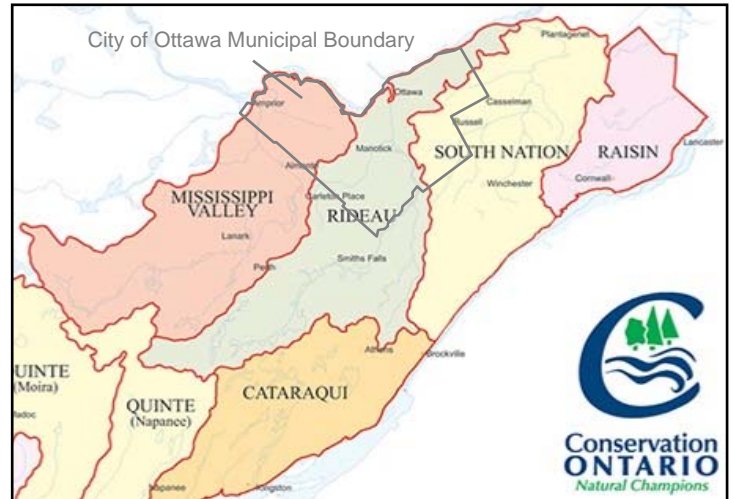 City of Ottawa Municipal Boundary
Plantagenet
Ottawa
Arnprior
Casselman
Russell
Lancaster
Manotick
SOUTH NATION
RAISIN
Almonte
Cornwall
Winchester
MISSISSIPPI
VALLEY
Carleton Place
RIDEAU
Lanark
Smiths Falls
Perth
Athens
Brockville
UINTE
(Moira)
CATARAQUI
QUINTE
(Napanee)
adoc
Napanee
Kingston
Conservation
ONTARIO
Natural Champions